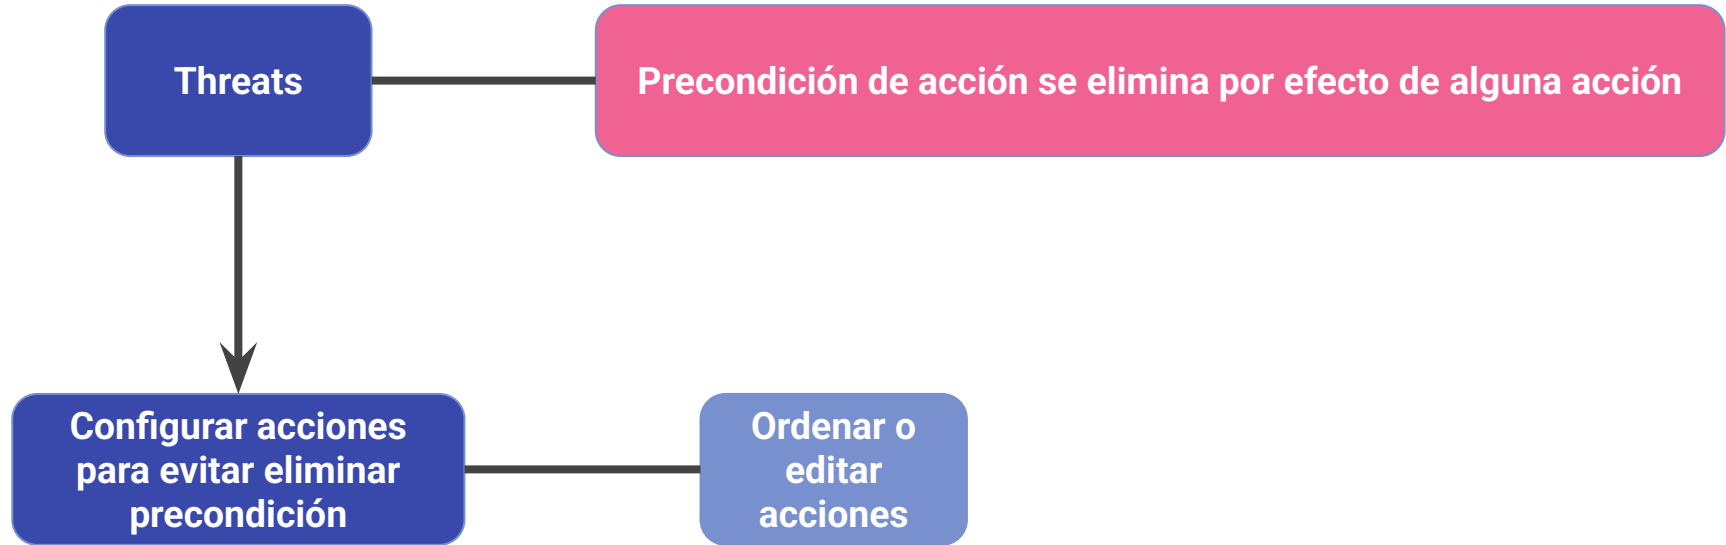 Threats
Precondición de acción se elimina por efecto de alguna acción
Configurar acciones
para evitar eliminar
precondición
Ordenar o
editar
acciones